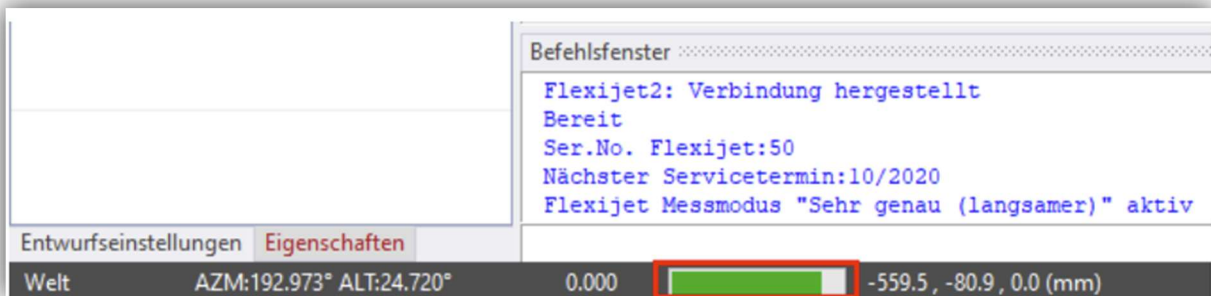 Befehlsfenster
Flexijet2: Verbindung hergestellt
Bereit
Ser.No. Flexijet:50
Nächster Servicetermin:10/2020
Flexijet Messmodus "Sehr genau (langsamer)" aktiv
Entwurfseinstellungen Eigenschaften
Welt AZM:192.973° ALT:24.720° 0.000 -559.5 , -80.9 , 0.0 (mm)